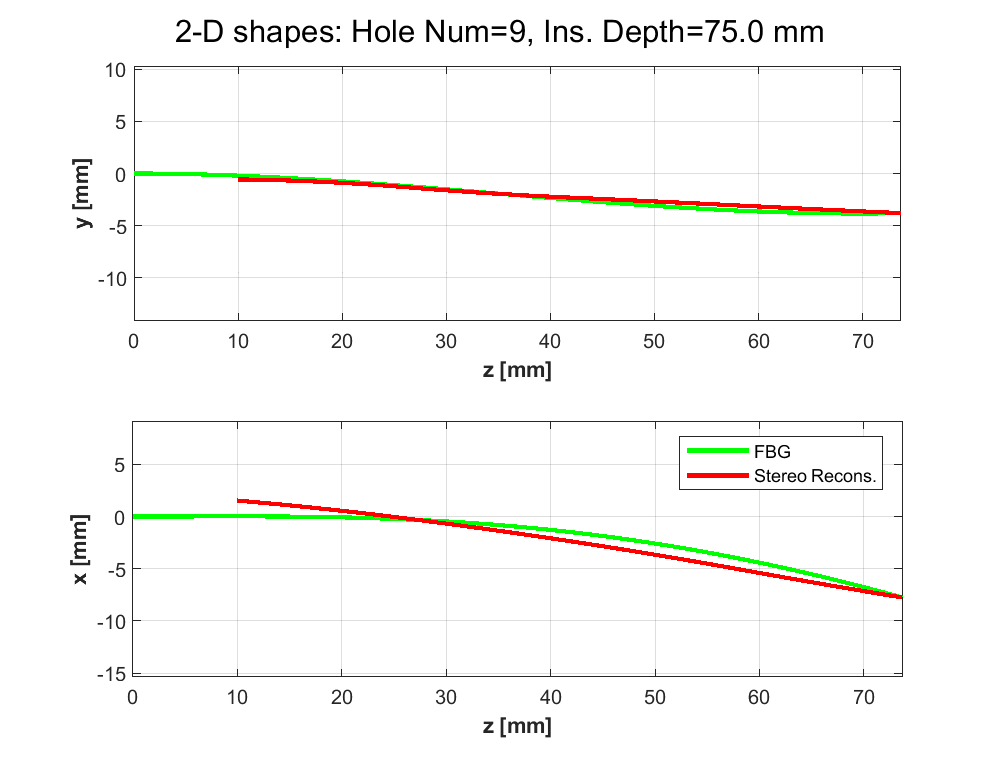 2-D shapes: Hole Num=9, Ins. Depth=75.0 mm
10
5
0
-5
-10
y [mm]
0 10 20 30 40 50 60 70
z [mm]
FBG
Stereo Recons.
5
0
-5
-10
-15
x [mm]
0 10 20 30 40 50 60 70
z [mm]